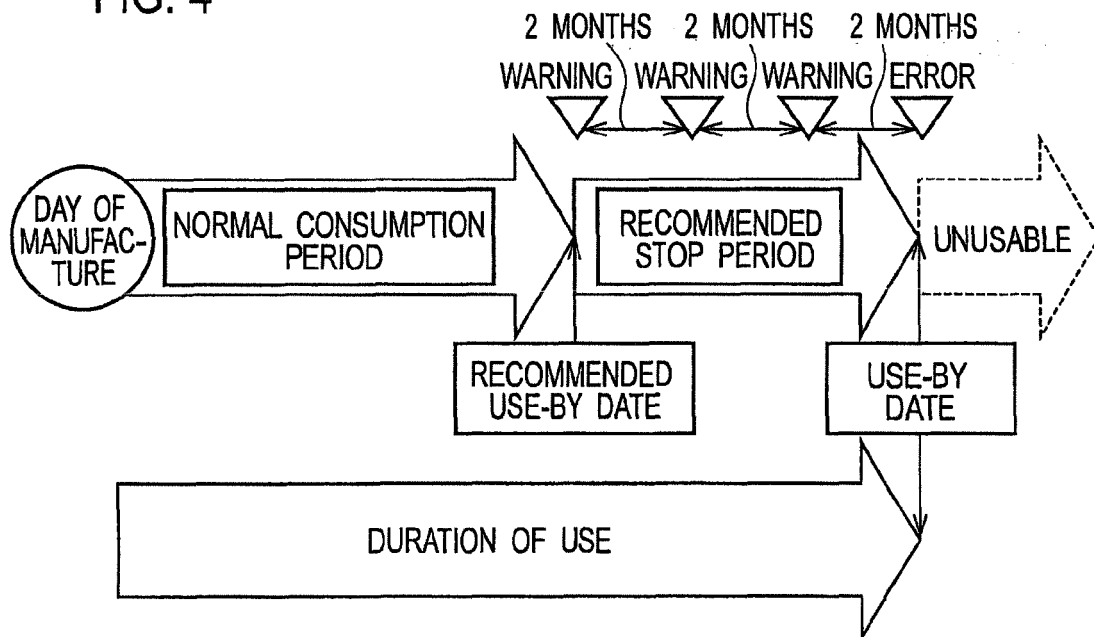 FIG. 4
2 MONTHS 2 MONTHS 2 MONTHS
WARNING WARNING WARNING ERROR
DAY OF
MANUFAC-
TURE
NORMAL CONSUMPTION
PERIOD
RECOMMENDED
STOP PERIOD
UNUSABLE
RECOMMENDED
USE-BY DATE
USE-BY
DATE
DURATION OF USE